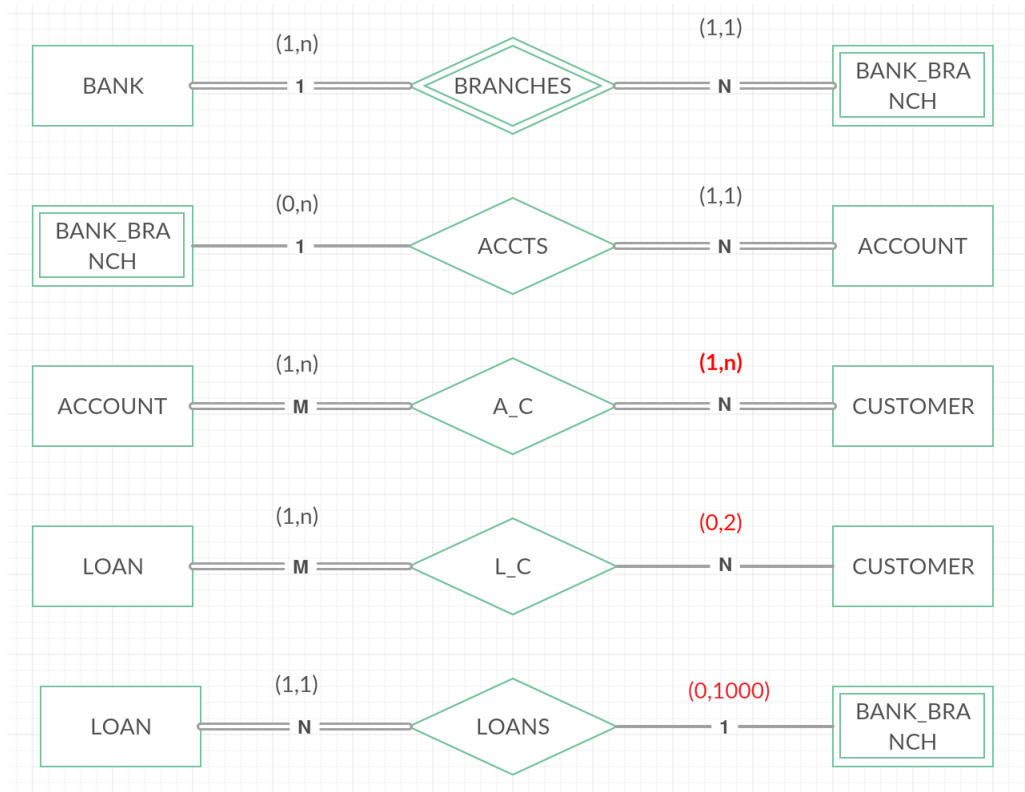 (1,n)
(1,1)
BANK
1
BRANCHES
N
BANK_BRA
NCH
(0,n)
(1,1)
BANK_BRA
NCH
1
ACCTS
N
ACCOUNT
(1,n)
(1,n)
ACCOUNT
M
A_C
N
CUSTOMER
(1,n)
(0,2)
LOAN
M
L_C
N
CUSTOMER
(1,1)
(0,1000)
LOAN
N
LOANS
1
BANK_BRA
NCH